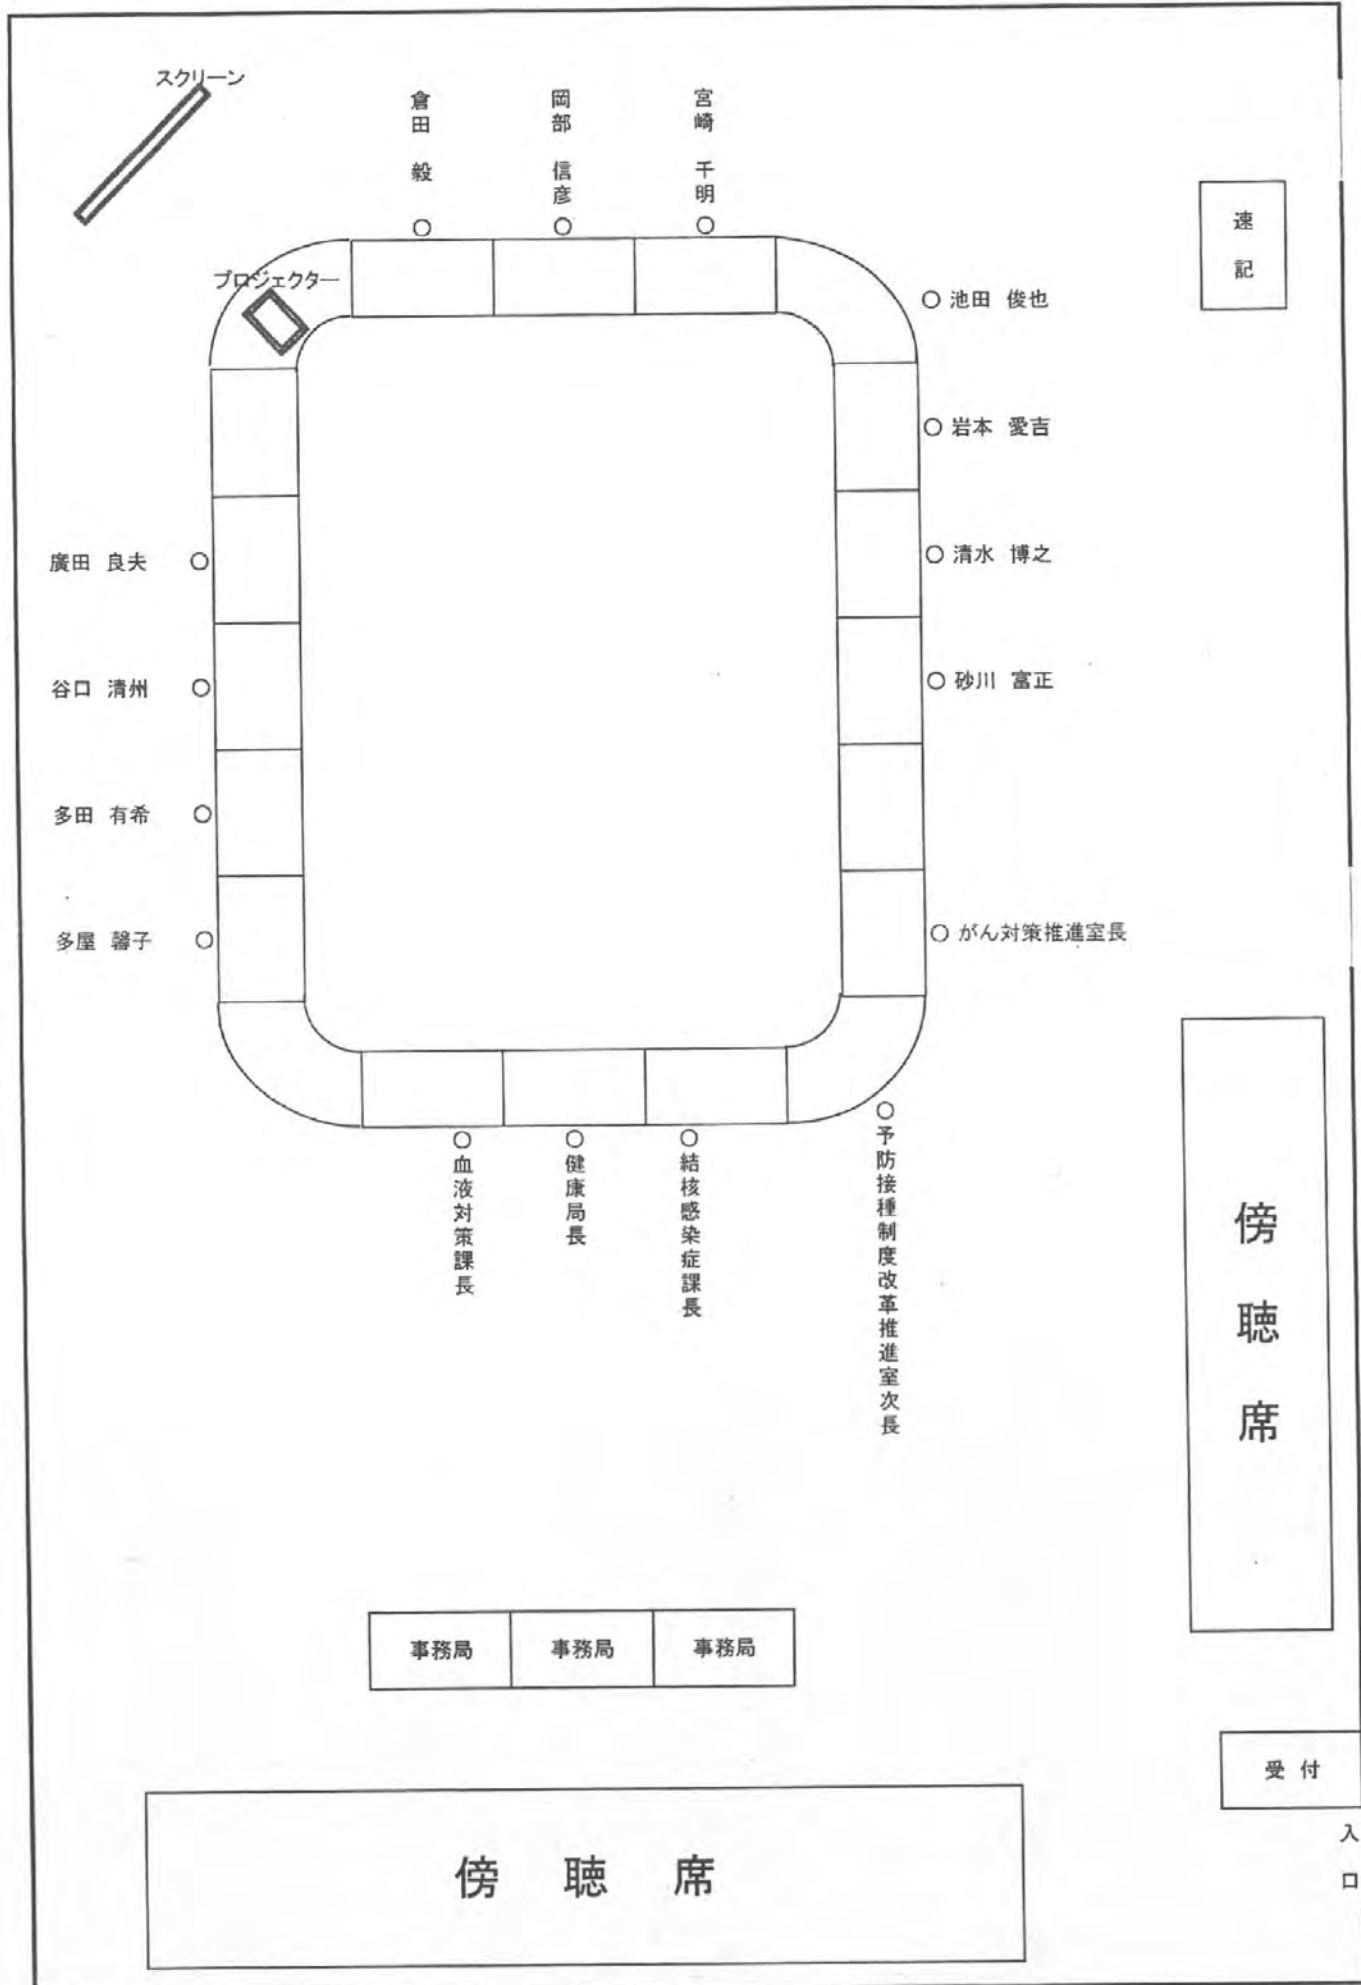 スクリーン
倉田 毅
岡部 信彦
宮崎 千明
速記
プロジェクター
池田 俊也
岩本 愛吉
廣田 良夫
清水 博之
谷口 清州
砂川 富正
多田 有希
多屋 馨子
がん対策推進室長
血液対策課長
健康局長
結核感染症課長
予防接種制度改革推進室次長
傍聴席
事務局
事務局
事務局
受付
入口
傍聴席